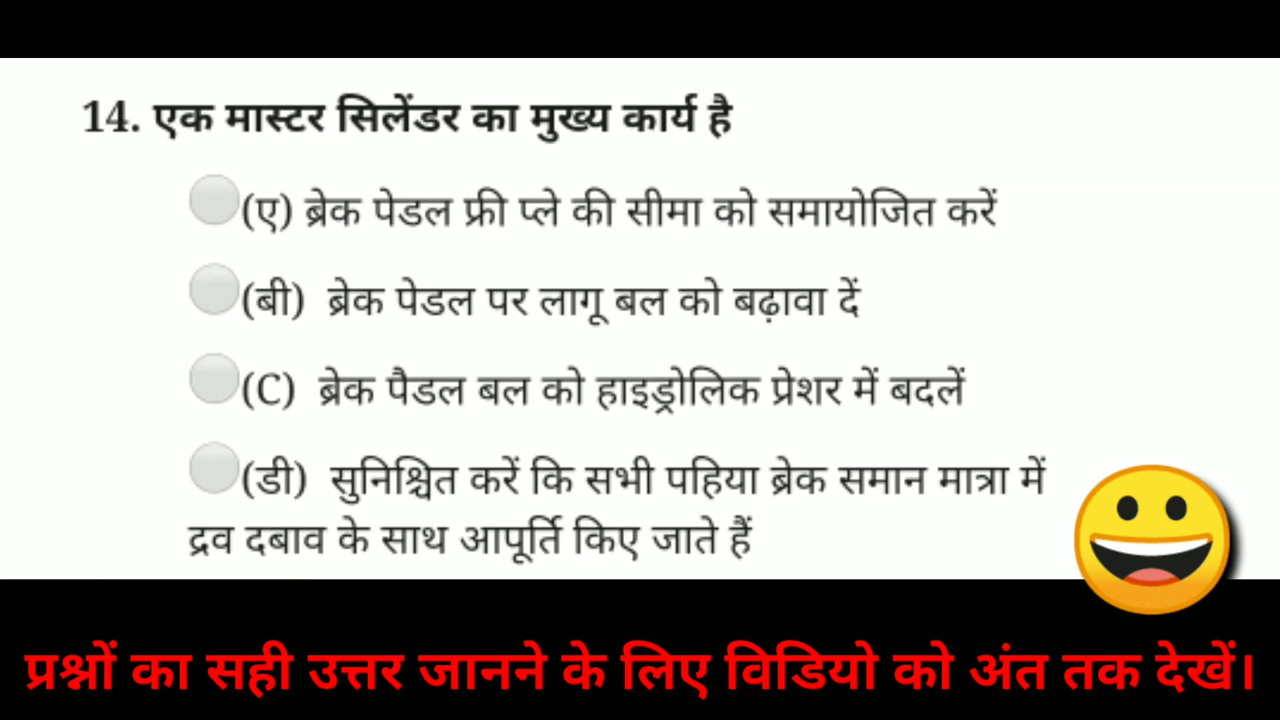 14. एक मास्टर सिलेंडर का मुख्य कार्य है
(ए) ब्रेक पेडल फ्री प्ले की सीमा को समायोजित करें
(बी) ब्रेक पेडल पर लागू बल को बढ़ावा दें
(C) ब्रेक पैडल बल को हाइड्रोलिक प्रेशर में बदलें
(डी) सुनिश्चित करें कि सभी पहिया ब्रेक समान मात्रा में
द्रव दबाव के साथ आपूर्ति किए जाते हैं
प्रश्नों का सही उत्तर जानने के लिए विडियो को अंत तक देखें।